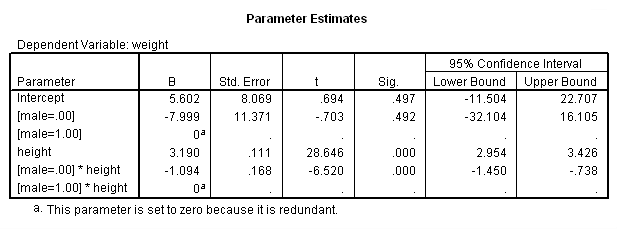 Parameter Estimates
Dependent Variable: weight
95% Confidence Interval
Parameter B Std. Error t Sig. Lower Bound Upper Bound
Intercept 5.602 8.069 .694 .497 -11.504 22.707
[male=.00] -7.999 11.371 -.703 .492 -32.104 16.105
[male=1.00] 0a . . . . .
height 3.190 .111 28.646 .000 2.954 3.426
[male=.00] * height -1.094 .168 -6.520 .000 -1.450 -.738
[male=1.00] * height 0a . . . . .
a. This parameter is set to zero because it is redundant.